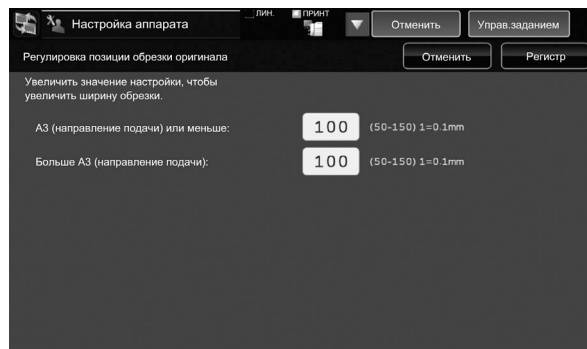 Настройка аппарата
ЛИН.
ПРИНТ
Отменить
Управ.заданием
Регулировка позиции обрезки оригинала
Отменить
Регистр
Увеличить значение настройки, чтобы
увеличить ширину обрезки.
A3 (направление подачи) или меньше:
100
(50-150) 1=0.1mm
Больше A3 (направление подачи):
100
(50-150) 1=0.1mm